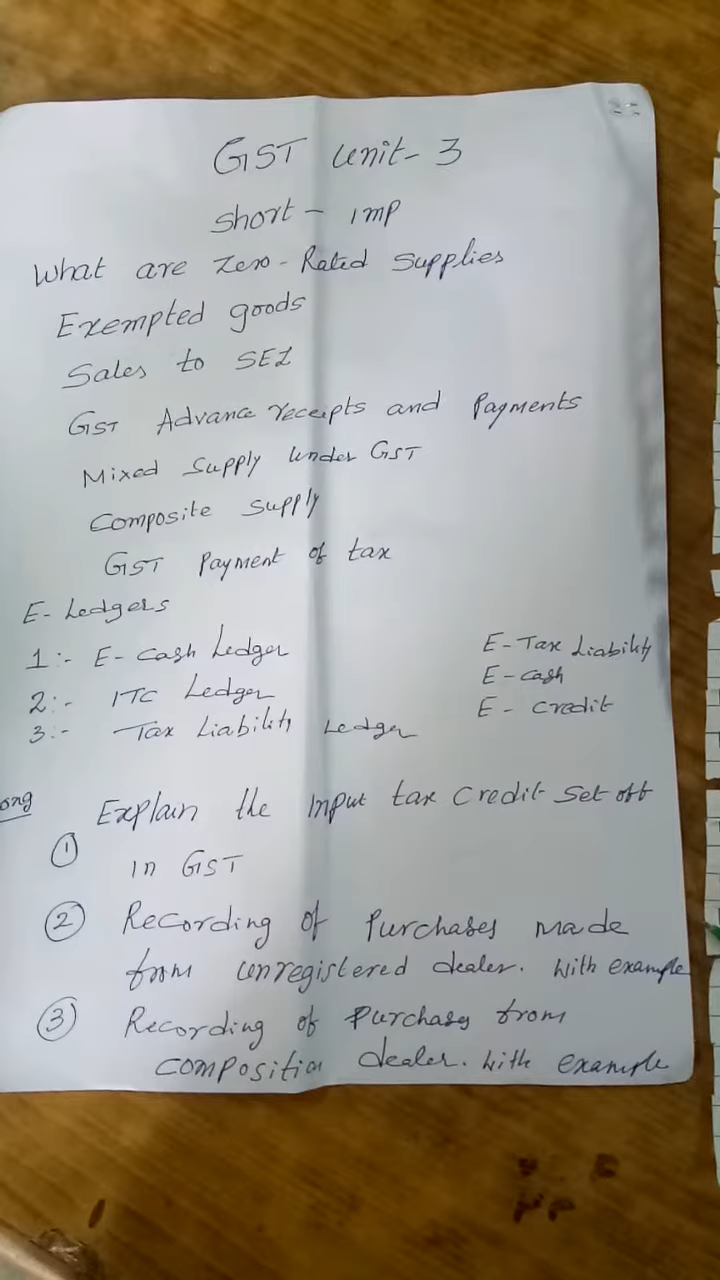 GST Unit-3
Short - imp
What are Zero-Rated Supplies
Exempted goods
Sales to SEZ
GST Advance receipts and Payments
Mixed Supply Under GST
Composite Supply
GST Payment of tax
E-Ledgers
1:- E-cash Ledger
2:- ITC Ledger
3:- Tax Liability Ledger
E-Tax Liability
E-cash
E-credit
ong
① Explain the Input tax Credit Set off
in GST
② Recording of Purchases made
from unregistered dealer. With example
③ Recording of Purchases from
composition dealer. With example